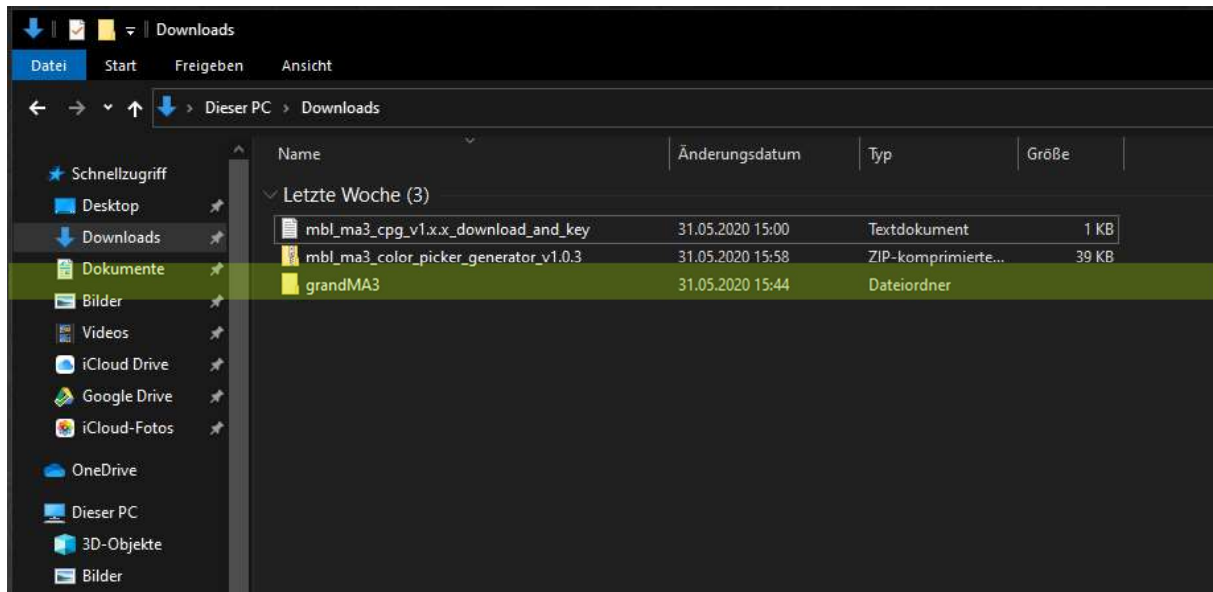 Downloads
Datei Start Freigeben Ansicht
Dieser PC > Downloads
Name Änderungsdatum Typ Größe
Schnellzugriff
Desktop
Downloads
Dokumente
Bilder
Videos
iCloud Drive
Google Drive
iCloud-Fotos
OneDrive
Dieser PC
3D-Objekte
Bilder
Letzte Woche (3)
mbl_ma3_cpg_v1.x.x_download_and_key 31.05.2020 15:00 Textdokument 1 KB
mbl_ma3_color_picker_generator_v1.0.3 31.05.2020 15:58 ZIP-komprimierte... 39 KB
grandMA3 31.05.2020 15:44 Dateiordner